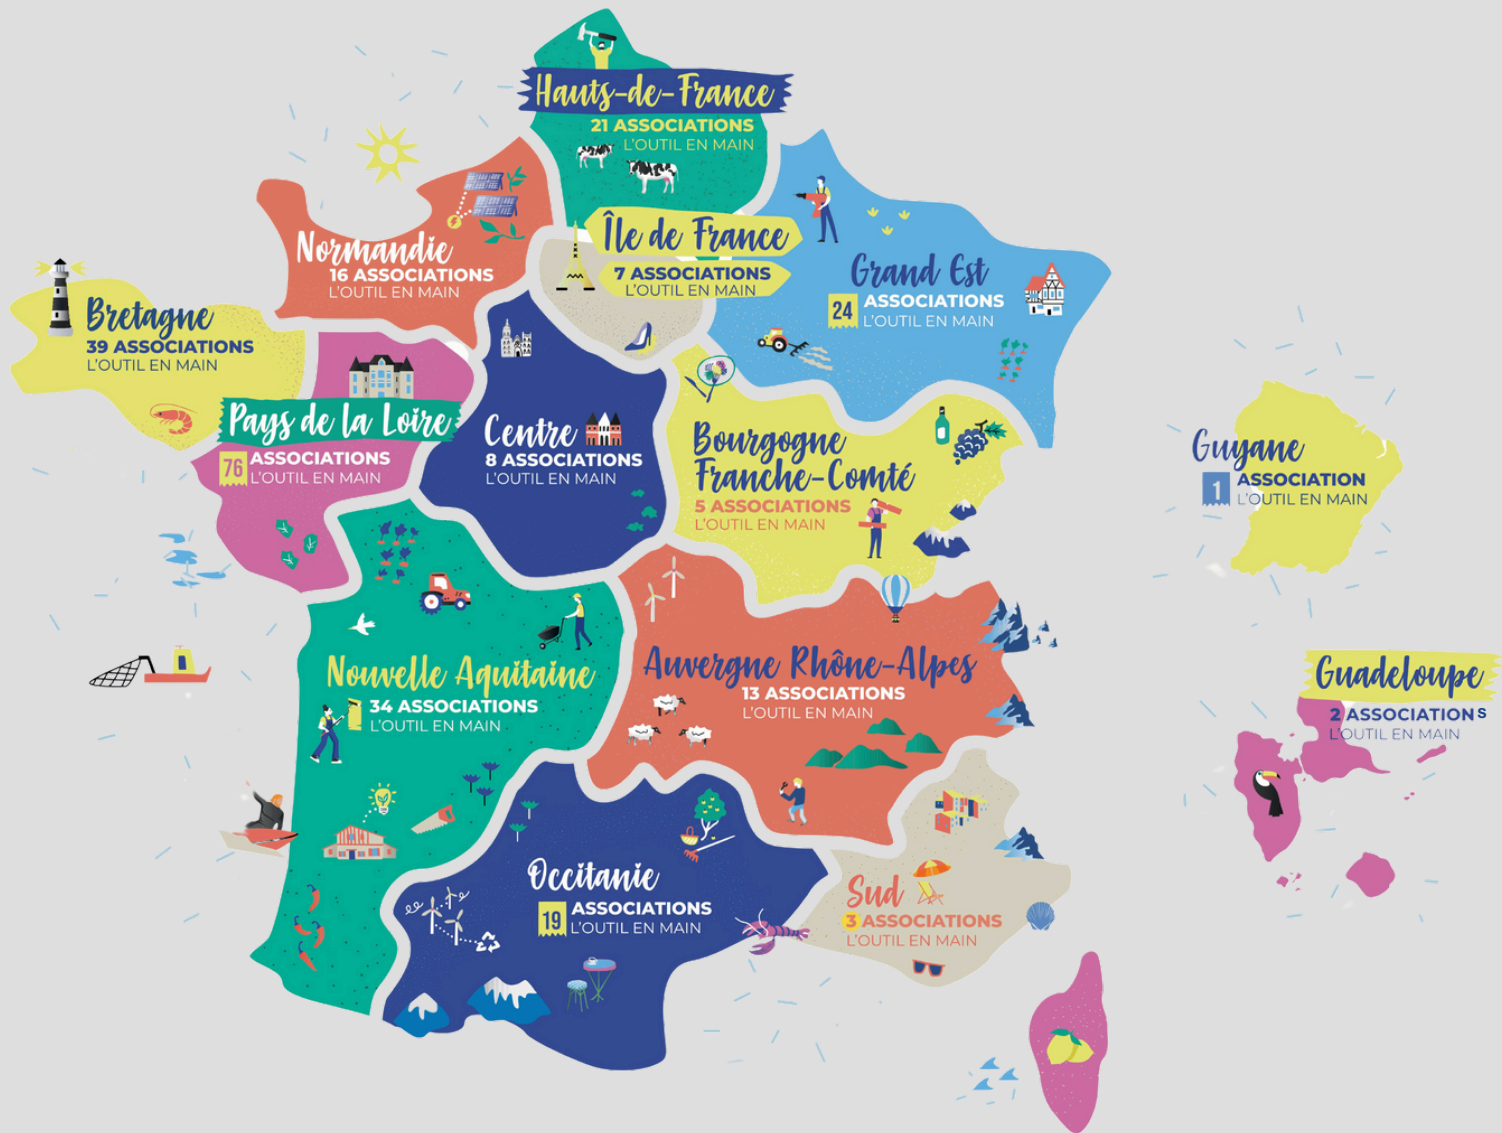 Hauts-de-France
21 ASSOCIATIONS
L'OUTIL EN MAIN
Île de France
7 ASSOCIATIONS
L'OUTIL EN MAIN
Normandie
16 ASSOCIATIONS
L'OUTIL EN MAIN
Grand Est
24 ASSOCIATIONS
L'OUTIL EN MAIN
Bretagne
39 ASSOCIATIONS
L'OUTIL EN MAIN
Pays de la Loire
76 ASSOCIATIONS
L'OUTIL EN MAIN
Centre
8 ASSOCIATIONS
L'OUTIL EN MAIN
Bourgogne
Franche-Comté
5 ASSOCIATIONS
L'OUTIL EN MAIN
Guyane
1 ASSOCIATION
L'OUTIL EN MAIN
Nouvelle Aquitaine
34 ASSOCIATIONS
L'OUTIL EN MAIN
Auvergne Rhône-Alpes
13 ASSOCIATIONS
L'OUTIL EN MAIN
Guadeloupe
2 ASSOCIATIONS
L'OUTIL EN MAIN
Occitanie
19 ASSOCIATIONS
L'OUTIL EN MAIN
Sud
3 ASSOCIATIONS
L'OUTIL EN MAIN